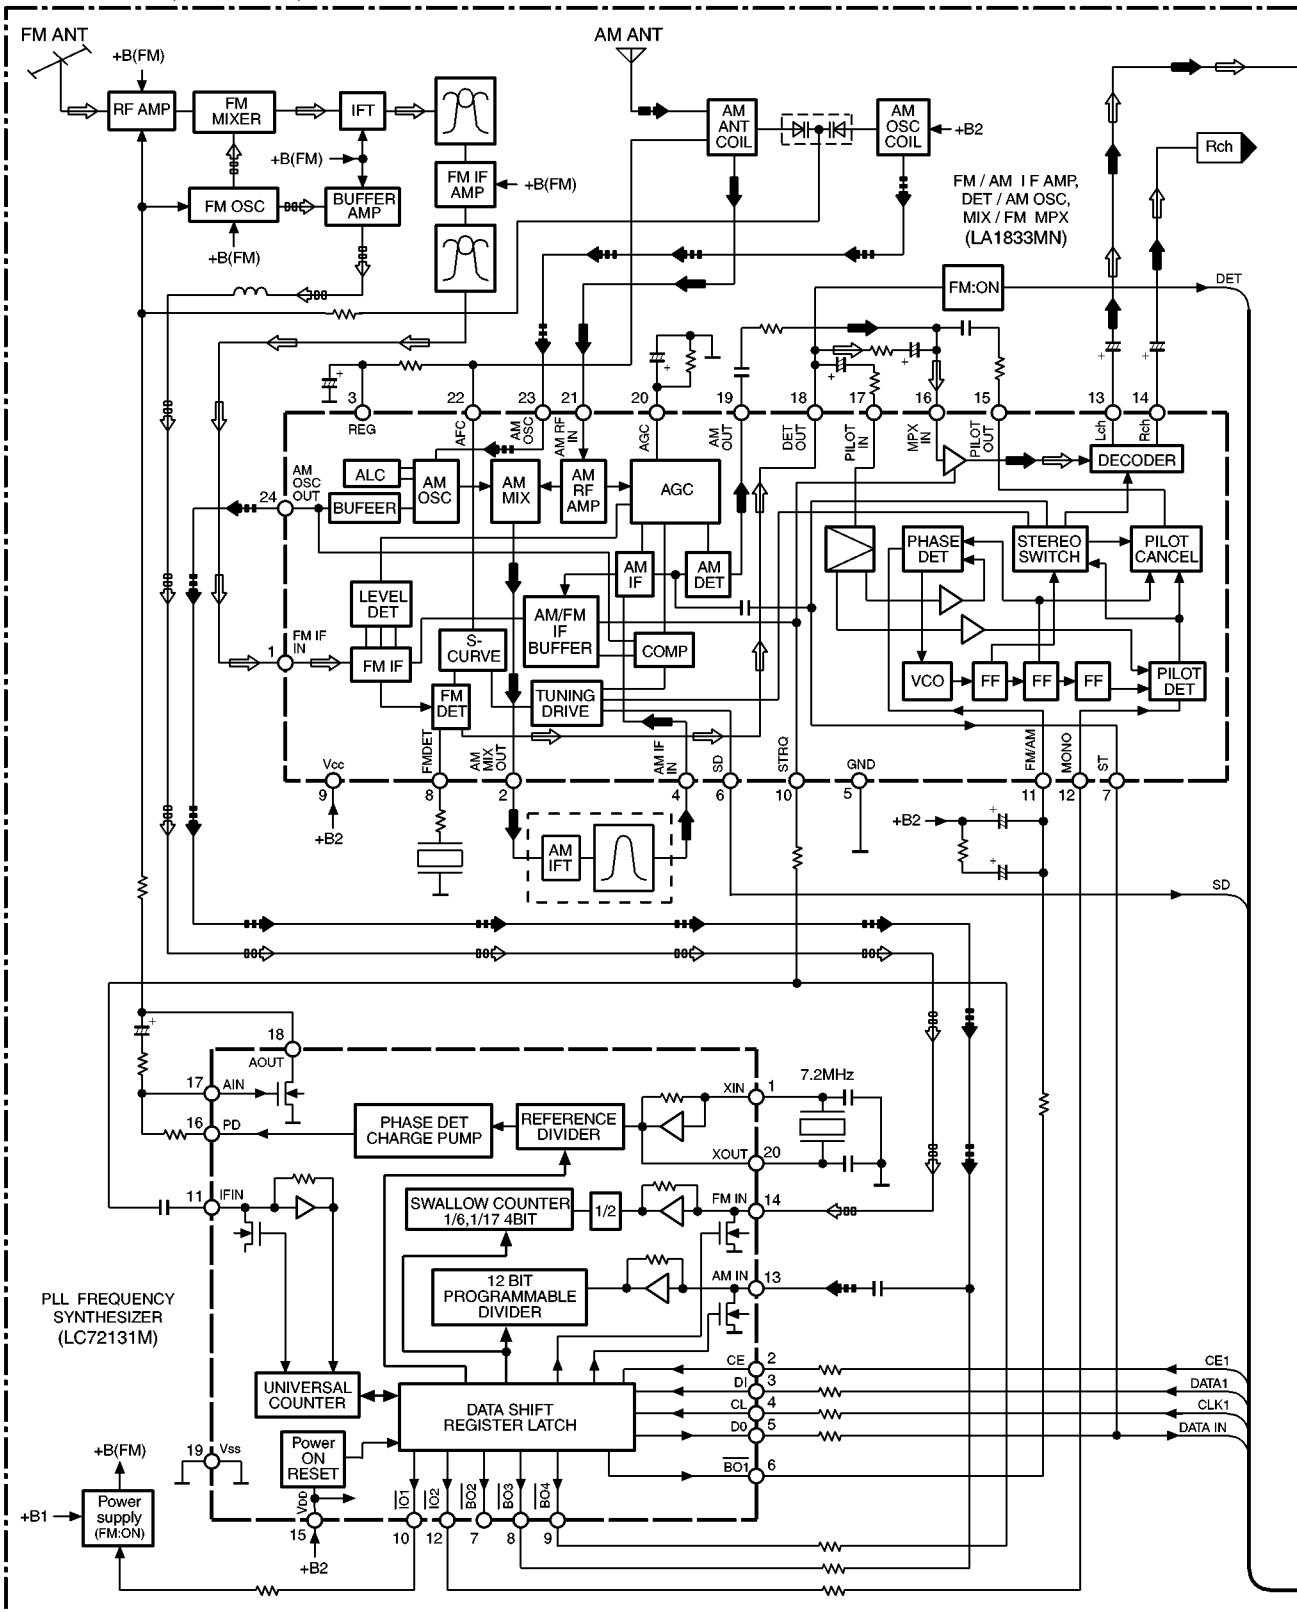 FM ANT
AM ANT
+B(FM)
RF AMP
FM
MIXER
IFT
AM
ANT
COIL
AM
OSC
COIL
+B2
Rch
+B(FM)
FM IF
AMP
+B(FM)
FM OSC
BUFFER
AMP
+B(FM)
FM / AM I F AMP,
DET / AM OSC,
MIX / FM MPX
(LA1833MN)
FM:ON
DET
3
22
23
21
20
19
18
17
16
15
13
14
REG
AFC
AM
OSC
AM RF
IN
AGC
AM
OUT
DET
OUT
PILOT
IN
MPX
IN
PILOT
OUT
Lch
Rch
AM
OSC
OUT
24
ALC
BUFEER
AM
OSC
AM
MIX
AM
RF
AMP
AGC
DECODER
PHASE
DET
STEREO
SWITCH
PILOT
CANCEL
AM
IF
AM
DET
LEVEL
DET
AM/FM
IF
BUFFER
S-
CURVE
COMP
1
FM IF
IN
FM IF
FM
DET
TUNING
DRIVE
VCO
FF
FF
FF
PILOT
DET
Vcc
FMDET
AM
MIX
OUT
AM IF
IN
SD
STRQ
GND
FM/AM
MONO
ST
9
8
2
4
6
10
5
11
12
7
+B2
+B2
AM
IFT
SD
18
AOUT
17
AIN
16
PD
PHASE DET
CHARGE PUMP
REFERENCE
DIVIDER
XIN
1
7.2MHz
XOUT
20
11
IFIN
SWALLOW COUNTER
1/6,1/17 4BIT
1/2
FM IN
14
12 BIT
PROGRAMMABLE
DIVIDER
AM IN
13
PLL FREQUENCY
SYNTHESIZER
(LC72131M)
UNIVERSAL
COUNTER
DATA SHIFT
REGISTER LATCH
CE
2
CE1
DI
3
DATA1
CL
4
CLK1
D0
5
DATA IN
BO1
6
19
Vss
Power
ON
RESET
+B(FM)
+B1
Power
supply
(FM:ON)
VDD
IO1
IO2
BO2
BO3
BO4
15
10
12
7
8
9
+B2